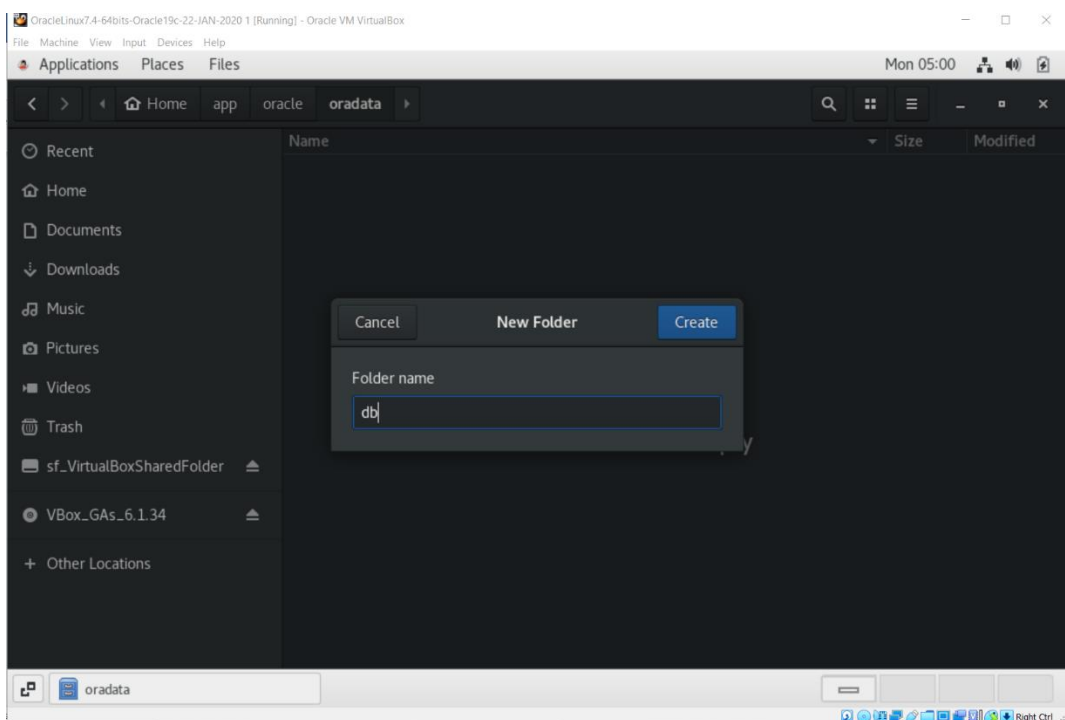 OracleLinux7.4-64bits-Oracle19c-22-JAN-2020 1 [Running] - Oracle VM VirtualBox
File Machine View Input Devices Help
Applications Places Files Mon 05:00
Home app oracle oradata
Name Size Modified
Recent
Home
Documents
Downloads
Music
Pictures
Videos
Trash
sf_VirtualBoxSharedFolder
VBox_GAs_6.1.34
+ Other Locations
Cancel New Folder Create
Folder name
db
oradata
Right Ctrl